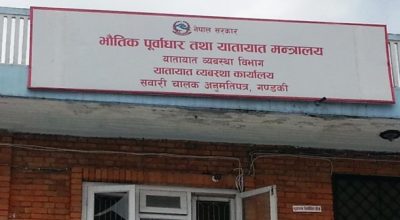 नेपाल सरकार
भौतिक पूर्वाधार तथा यातायात मन्त्रालय
यातायात व्यवस्था विभाग
यातायात व्यवस्था कार्यालय
सवारी चालक अनुमतिपत्र, गण्डकी